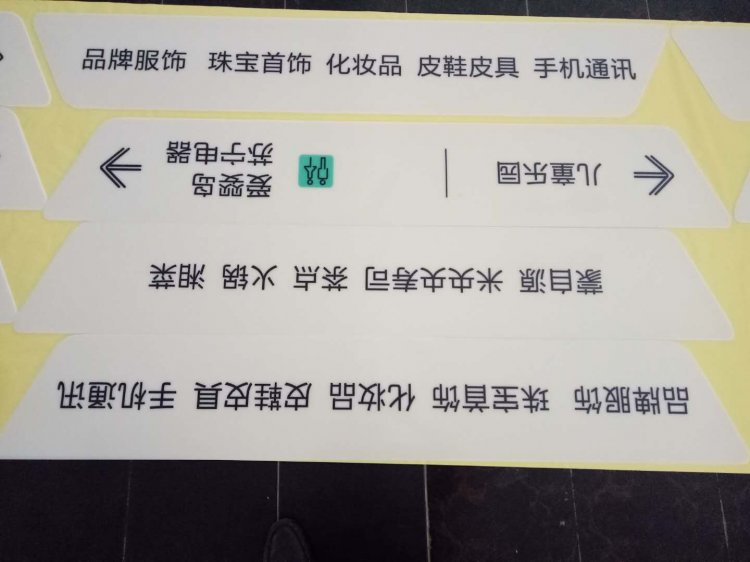 品牌服饰 珠宝首饰 化妆品 皮鞋皮具 手机通讯
儿童乐园
爱婴岛
苏宁电器
蒙自源 米央央寿司 茶点 火锅 湘菜
品牌服饰 珠宝首饰 化妆品 皮鞋皮具 手机通讯